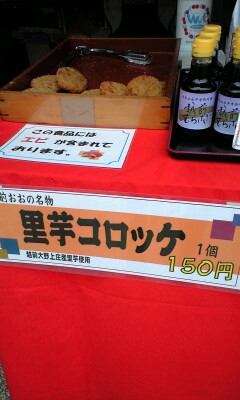 この食品には
エビ が含まれて
おります。
前おおの名物
里芋コロッケ
1個
150円
越前大野上庄産里芋使用